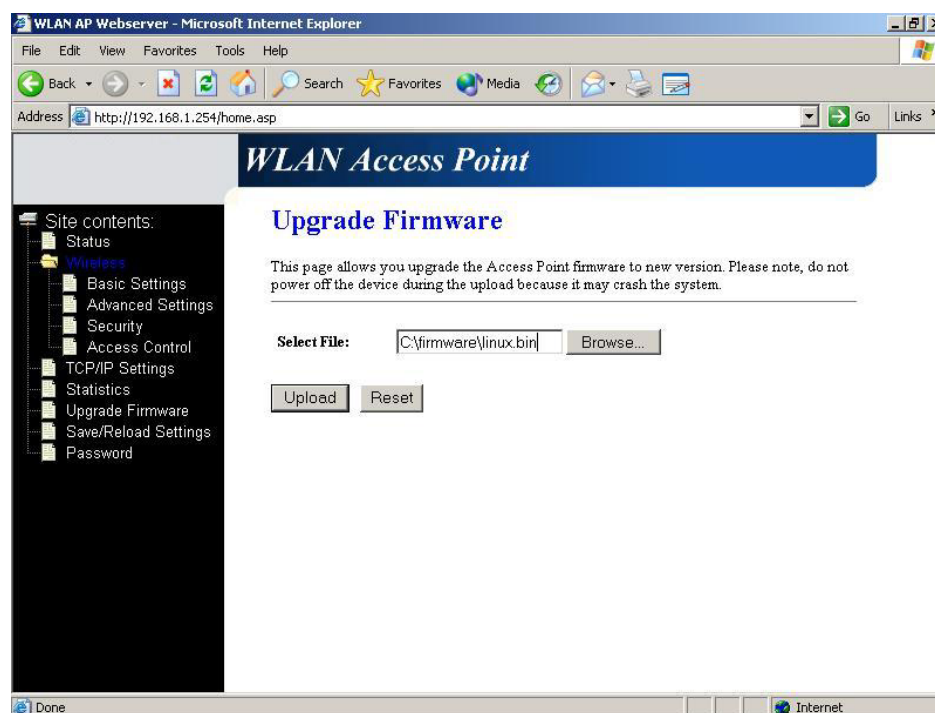 WLAN AP Webserver - Microsoft Internet Explorer
File Edit View Favorites Tools Help
Back Search Favorites Media
Address http://192.168.1.254/home.asp Go Links
WLAN Access Point
Site contents:
Status
Wireless
Basic Settings
Advanced Settings
Security
Access Control
TCP/IP Settings
Statistics
Upgrade Firmware
Save/Reload Settings
Password
Upgrade Firmware
This page allows you upgrade the Access Point firmware to new version. Please note, do not
power off the device during the upload because it may crash the system.
Select File: C:\firmware\linux.bin Browse...
Upload Reset
Done Internet